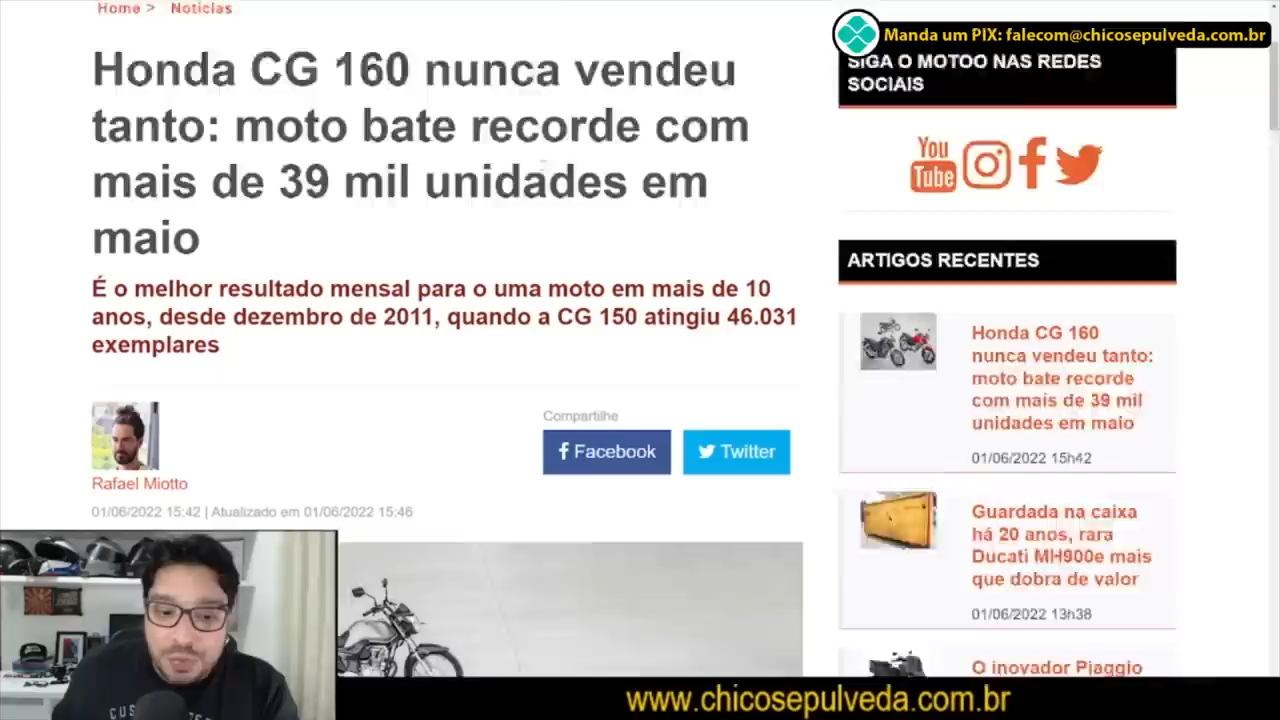 Home > Notícias
Honda CG 160 nunca vendeu
tanto: moto bate recorde com
mais de 39 mil unidades em
maio
É o melhor resultado mensal para o uma moto em mais de 10
anos, desde dezembro de 2011, quando a CG 150 atingiu 46.031
exemplares
Rafael Miotto
01/06/2022 15:42 | Atualizado em 01/06/2022 15:46
Compartilhe
Facebook
Twitter
Manda um PIX: falecom@chicosepulveda.com.br
SIGA O MOTOO NAS REDES
SOCIAIS
You
Tube
ARTIGOS RECENTES
Honda CG 160
nunca vendeu tanto:
moto bate recorde
com mais de 39 mil
unidades em maio
01/06/2022 15h42
Guardada na caixa
há 20 anos, rara
Ducati MH900e mais
que dobra de valor
01/06/2022 13h38
O inovador Piaggio
www.chicosepulveda.com.br